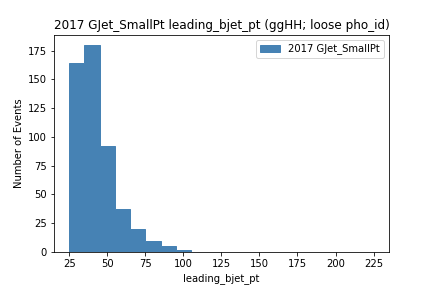 2017 GJet_SmallPt leading_bjet_pt (ggHH; loose pho_id)
2017 GJet_SmallPt
175
150
125
100
75
50
25
0
Number of Events
25 50 75 100 125 150 175 200 225
leading_bjet_pt